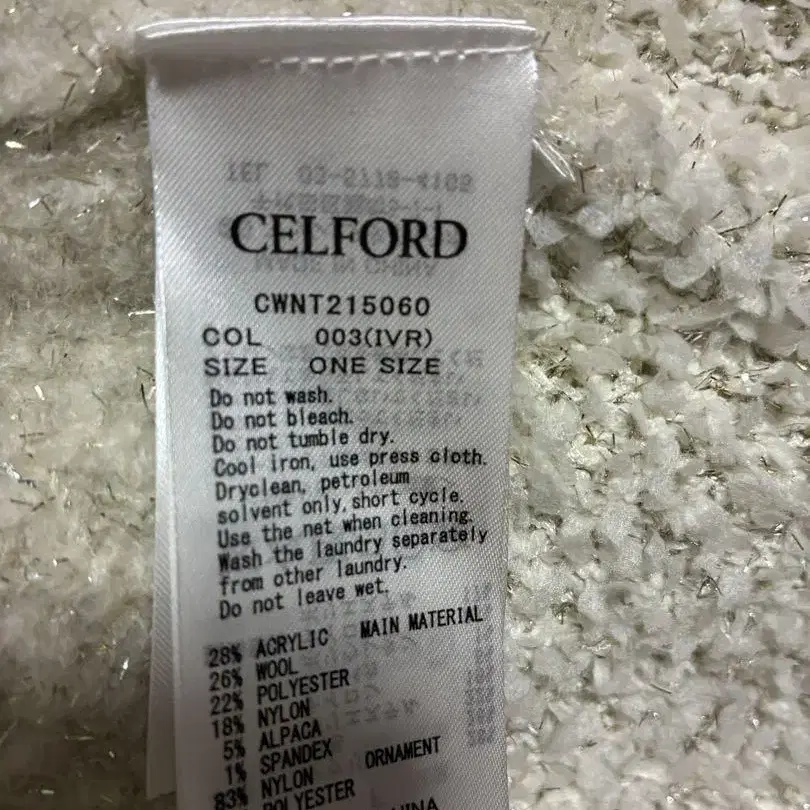 CELFORD
CWNT215060
COL 003(IVR)
SIZE ONE SIZE
Do not wash.
Do not bleach.
Do not tumble dry.
Cool iron, use press cloth.
Dryclean, petroleum
solvent only, short cycle.
Use the net when cleaning.
Wash the laundry separately
from other laundry.
Do not leave wet.
MAIN MATERIAL
28% ACRYLIC
26% WOOL
22% POLYESTER
18% NYLON
5% ALPACA
1% SPANDEX
ORNAMENT
83% NYLON
POLYESTER